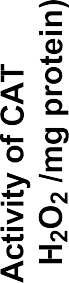 Activity of CAT
H₂O₂ /mg protein)